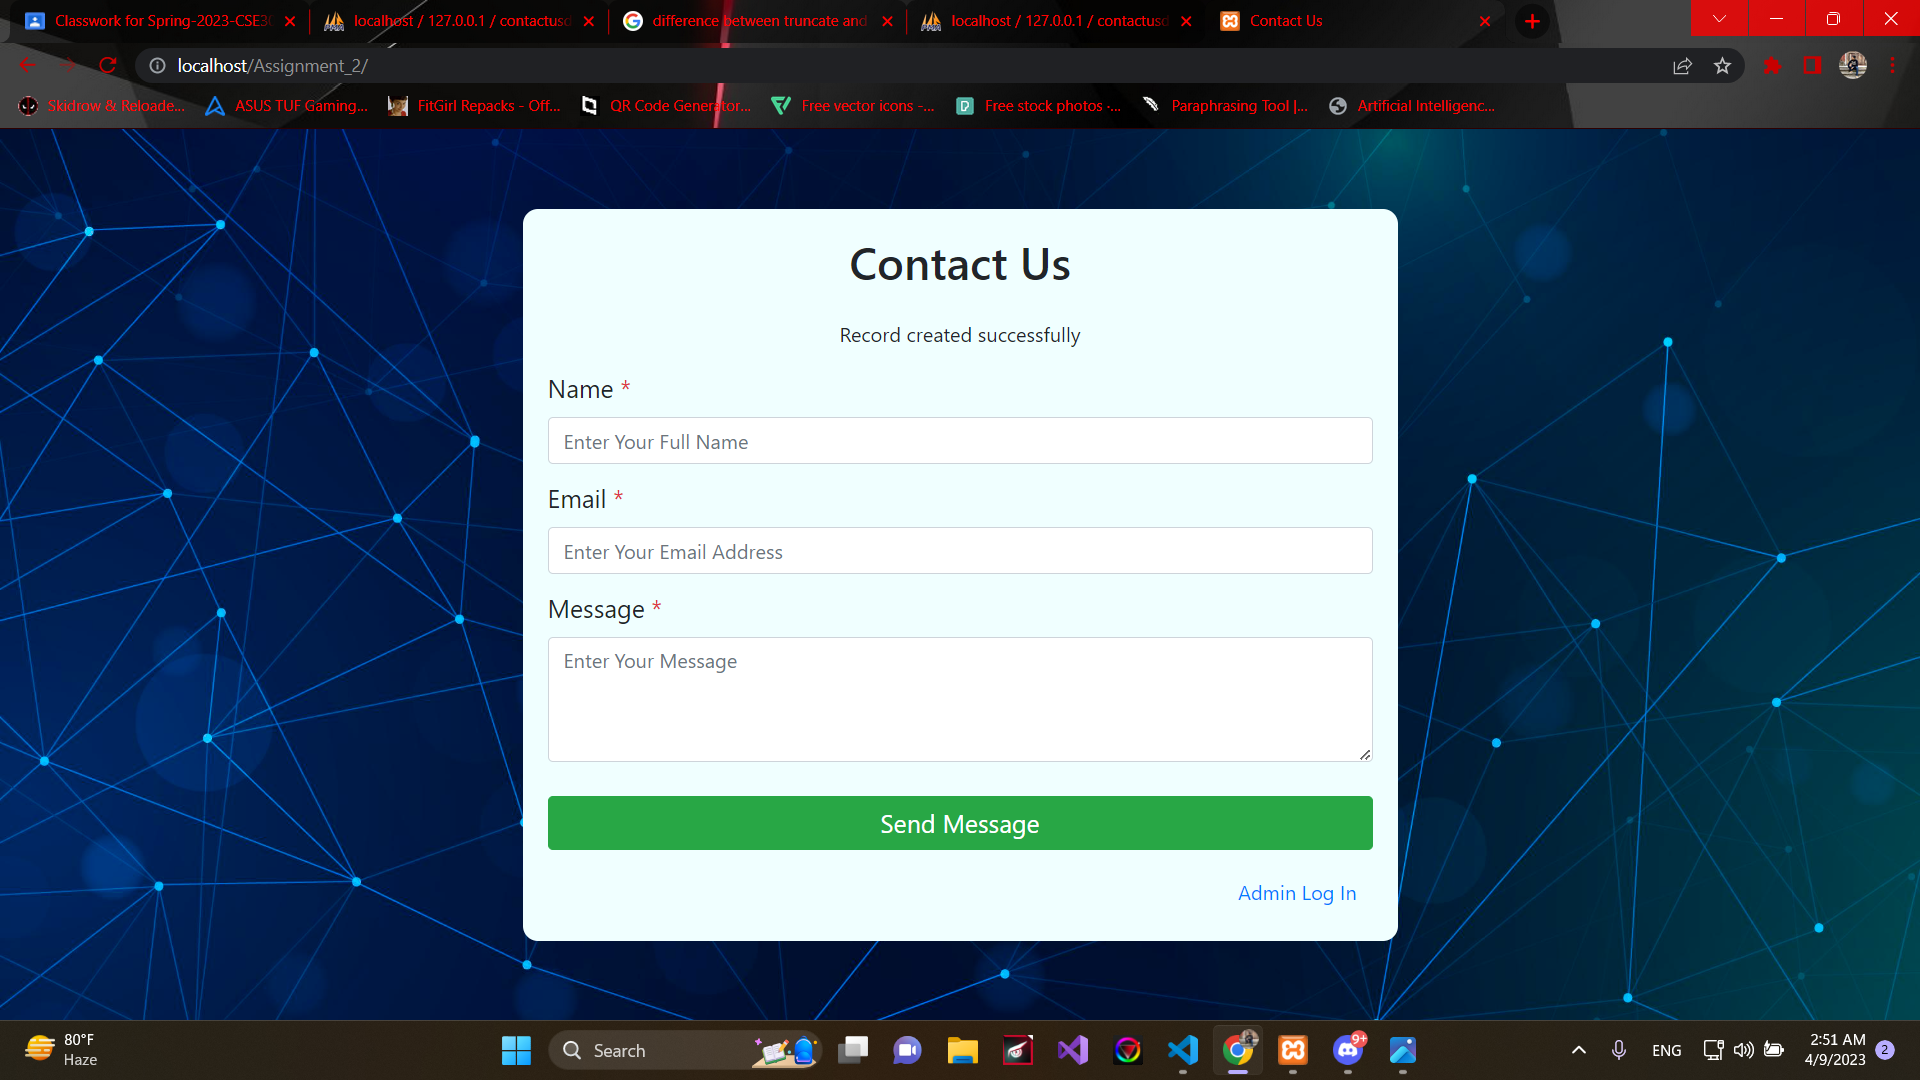 Classwork for Spring-2023-CSE30
localhost / 127.0.0.1 / contactusd
difference between truncate and
localhost / 127.0.0.1 / contactusd
Contact Us
localhost/Assignment_2/
Skidrow & Reloade...
ASUS TUF Gaming...
FitGirl Repacks - Off...
QR Code Generator...
Free vector icons -...
Free stock photos -...
Paraphrasing Tool |...
Artificial Intelligenc...
Contact Us
Record created successfully
Name *
Enter Your Full Name
Email *
Enter Your Email Address
Message *
Enter Your Message
Send Message
Admin Log In
80°F
Haze
Search
9+
ENG
2:51 AM
4/9/2023
2